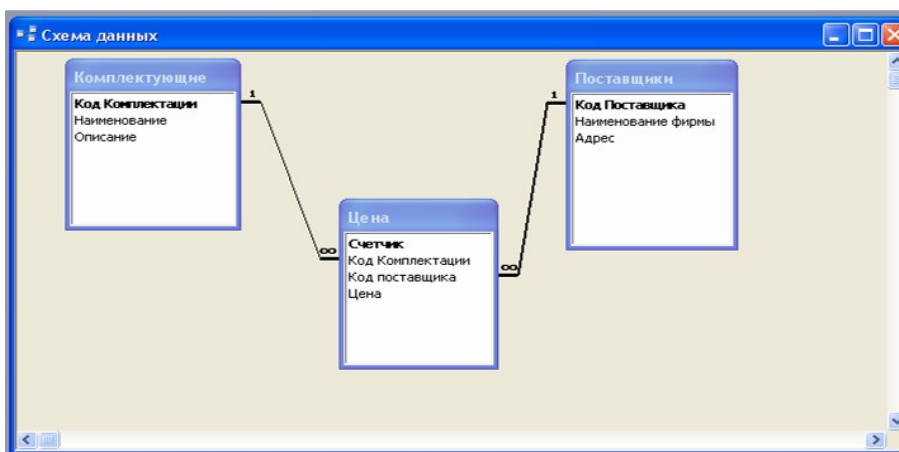 Схема данных
Комплектующие
Код Комплектации
Наименование
Описание
1
1
Поставщики
Код Поставщика
Наименование фирмы
Адрес
Цена
Счетчик
Код Комплектации
Код поставщика
Цена
∞
∞